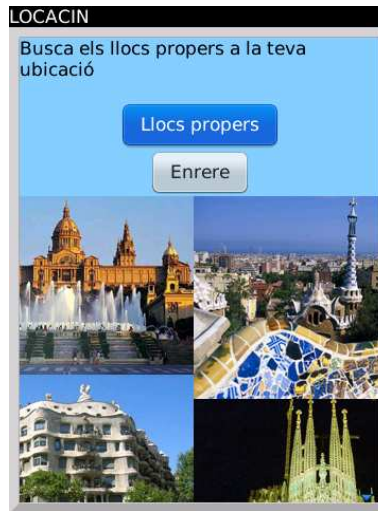 LOCACIN
Busca els llocs propers a la teva
ubicació
Llocs propers
Enrere